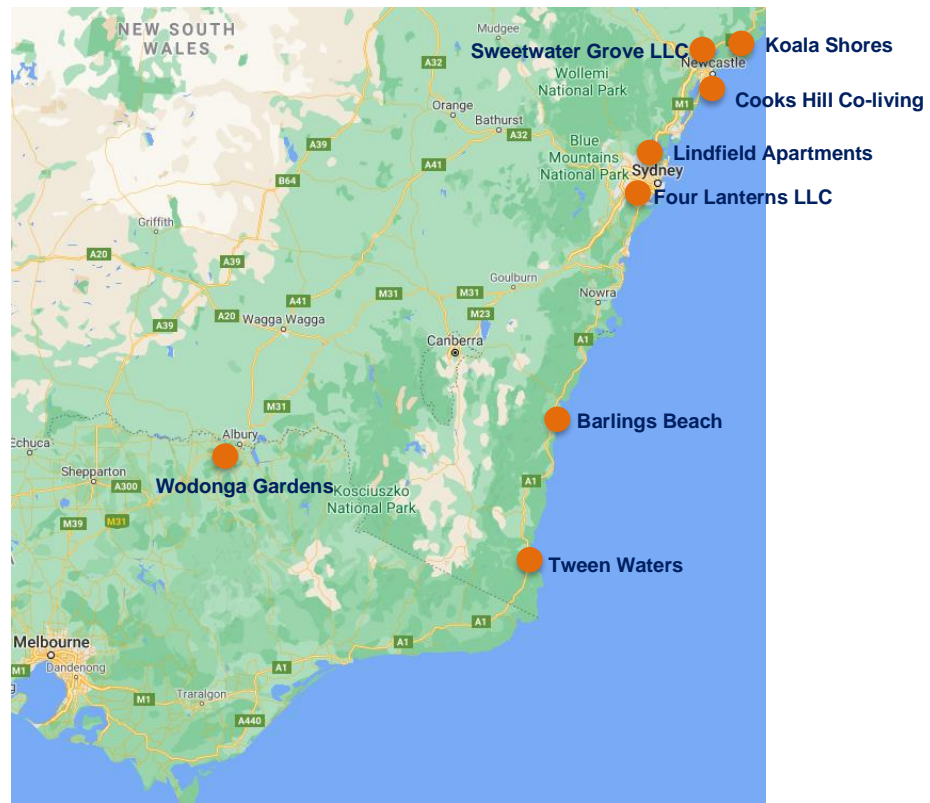 NEW SOUTH
WALES
Mudgee
Sweetwater Grove LLC
Koala Shores
A32
Wollemi
National Park
Newcastle
Cooks Hill Co-living
Orange
M1
Bathurst
A32
A39
Blue
Mountains
National Park
Lindfield Apartments
A41
Sydney
B64
Four Lanterns LLC
Griffith
A20
A39
Goulburn
M31
M31
Nowra
A41
A20
M23
Wagga Wagga
A39
Canberra
A1
M31
Barlings Beach
Albury
Echuca
Shepparton
A300
Wodonga Gardens
A1
Kosciuszko
National Park
M39
M31
Tween Waters
A1
Melbourne
A1
A1
M1
Dandenong
Traralgon
M1
A440